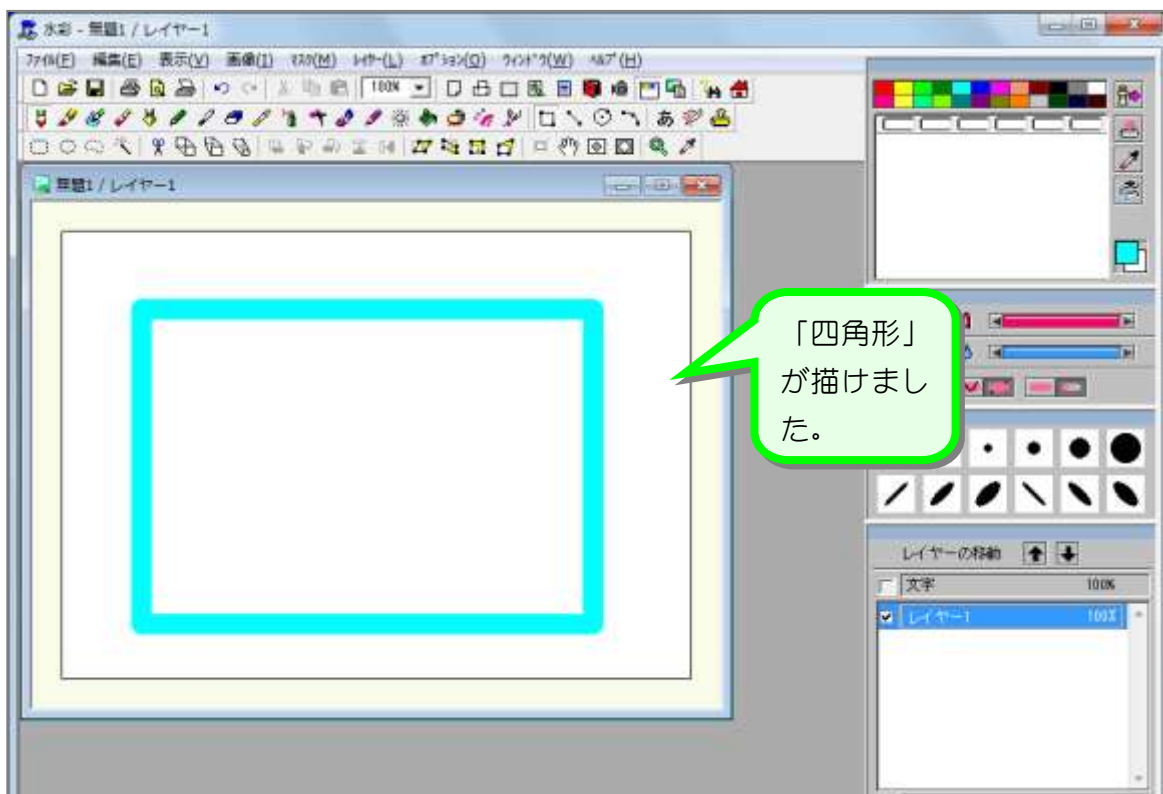 水彩 - 無題1 / レイヤー1
ファイル(F) 編集(E) 表示(V) 画像(I) マスク(M) レイヤー(L) オプション(O) ウィンドウ(W) ヘルプ(H)
100%
あ
無題1 / レイヤー1
「四角形」
が描けまし
た。
レイヤーの移動
文字 100%
レイヤー1 100%